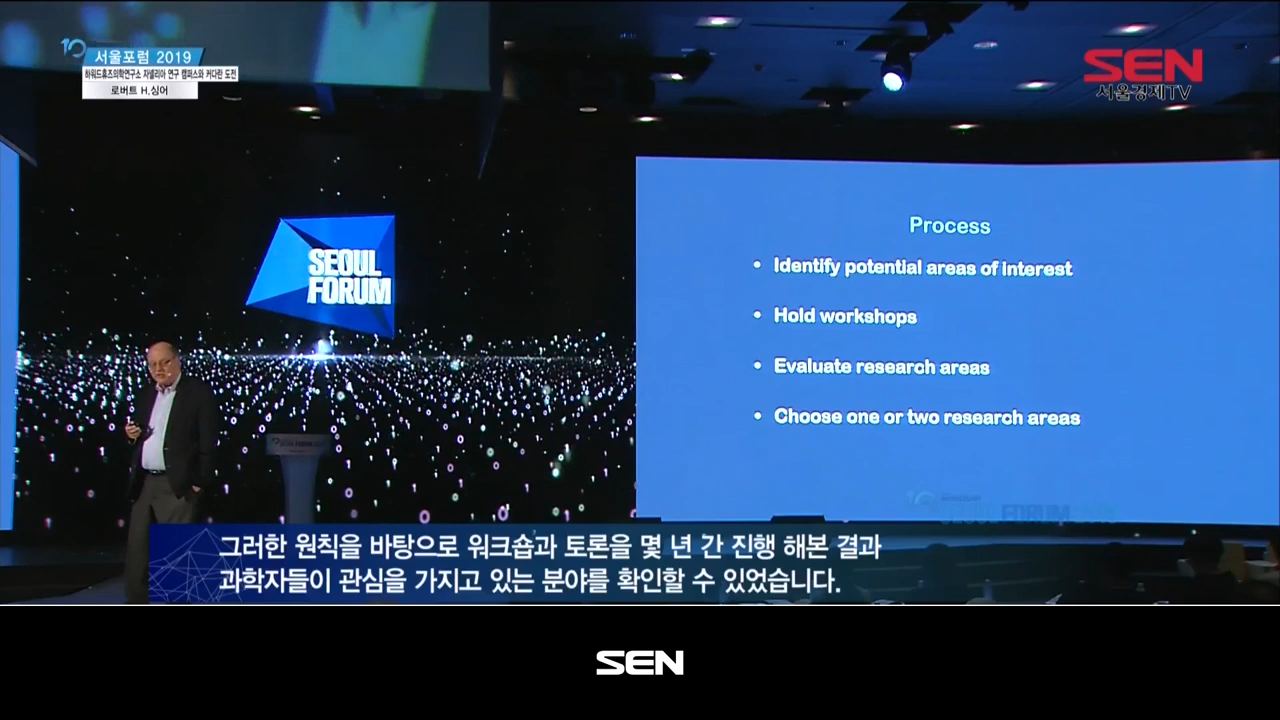 서울포럼 2019
하워드휴즈의학연구소 자넬리아 연구 캠퍼스와 커다란 도전
로버트 H.싱어
SEN
서울경제TV
SEOUL
FORUM
Process
• Identify potential areas of interest
• Hold workshops
• Evaluate research areas
• Choose one or two research areas
그러한 원칙을 바탕으로 워크숍과 토론을 몇 년 간 진행 해본 결과
과학자들이 관심을 가지고 있는 분야를 확인할 수 있었습니다.
SEN